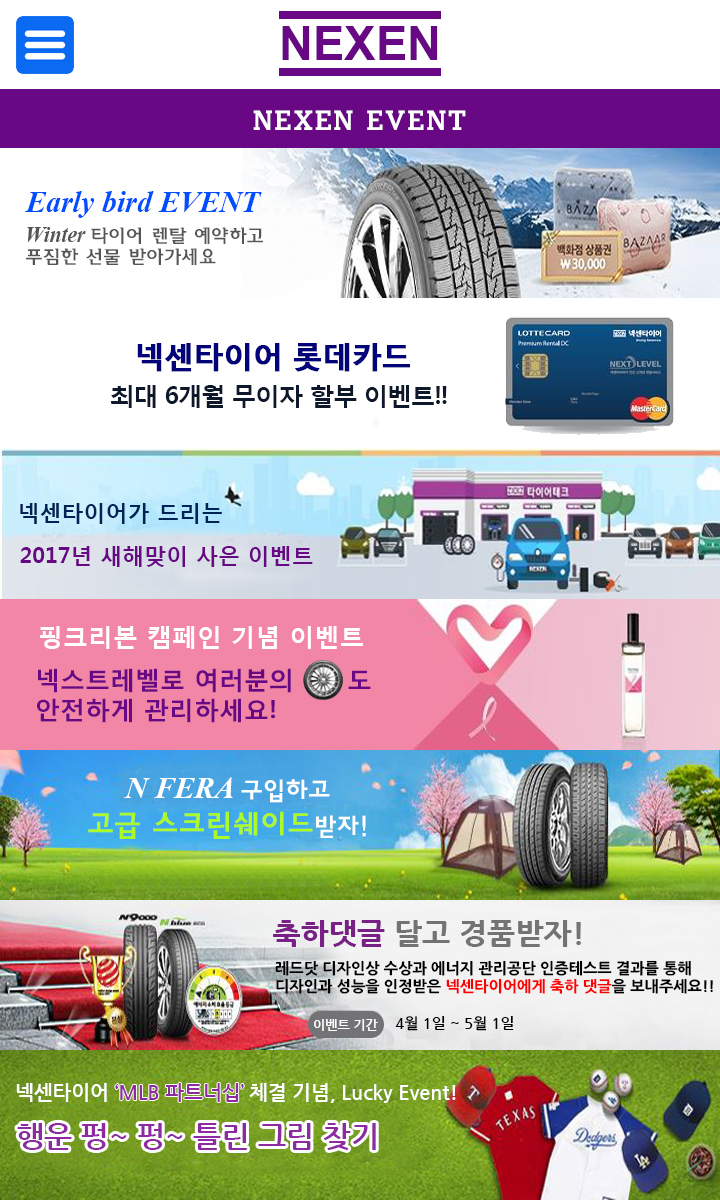 NEXEN
NEXEN EVENT
Early bird EVENT
Winter 타이어 렌탈 예약하고
푸짐한 선물 받아가세요
BAZAAR
BAZAAR
백화점 상품권
₩30,000
넥센타이어 롯데카드
최대 6개월 무이자 할부 이벤트!!
LOTTECARD
Premium Rental DC
넥센타이어
NEXT LEVEL
MasterCard
넥센타이어가 드리는
2017년 새해맞이 사은 이벤트
타이어테크
NEXEN
핑크리본 캠페인 기념 이벤트
넥스트레벨로 여러분의 도
안전하게 관리하세요!
N FERA 구입하고
고급 스크린쉐이드받자!
N9000 N blue eco
축하댓글 달고 경품받자!
레드닷 디자인상 수상과 에너지 관리공단 인증테스트 결과를 통해
디자인과 성능을 인정받은 넥센타이어에게 축하 댓글을 보내주세요!!
이벤트 기간 4월 1일 ~ 5월 1일
넥센타이어 ‘MLB 파트너십’ 체결 기념, Lucky Event!
행운 펑~ 펑~ 틀린 그림 찾기
TEXAS
Dodgers
LA